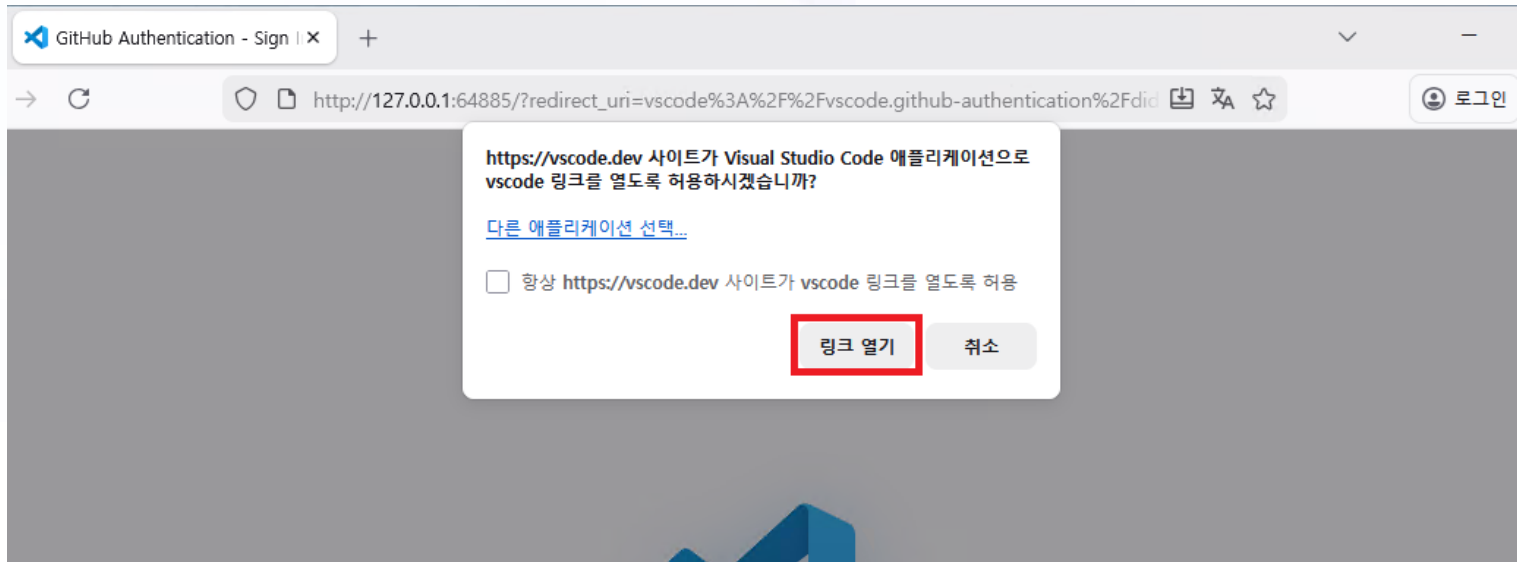 GitHub Authentication - Sign I
http://127.0.0.1:64885/?redirect_uri=vscode%3A%2F%2Fvscode.github-authentication%2Fdid
로그인
https://vscode.dev 사이트가 Visual Studio Code 애플리케이션으로
vscode 링크를 열도록 허용하시겠습니까?
다른 애플리케이션 선택...
항상 https://vscode.dev 사이트가 vscode 링크를 열도록 허용
링크 열기 취소